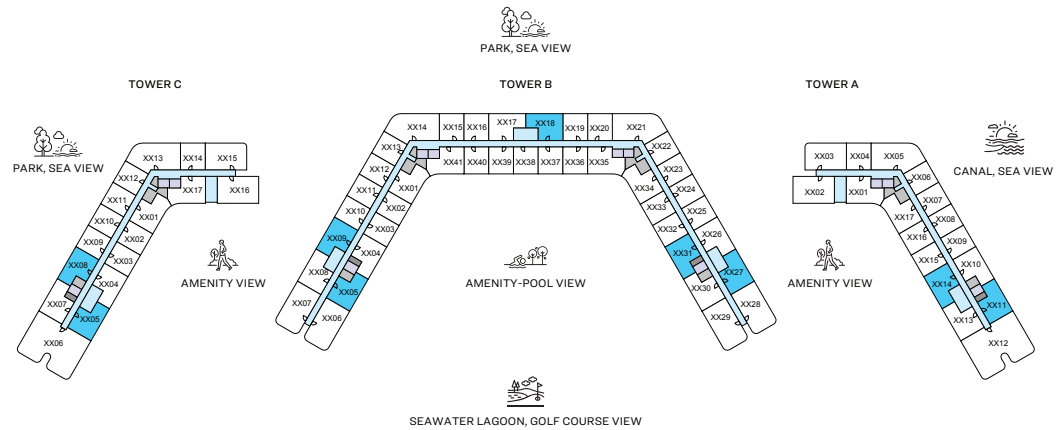 PARK, SEA VIEW
TOWER C
TOWER B
TOWER A
PARK, SEA VIEW
CANAL, SEA VIEW
XX13
XX14
XX15
XX12
XX17
XX16
XX11
XX01
XX10
XX02
XX09
XX03
XX08
XX04
XX07
XX05
XX06
AMENITY VIEW
XX14
XX15
XX16
XX17
XX18
XX19
XX20
XX21
XX13
XX41
XX40
XX39
XX38
XX37
XX36
XX35
XX22
XX12
XX01
XX34
XX23
XX11
XX02
XX33
XX24
XX10
XX03
XX32
XX25
XX09
XX04
XX31
XX26
XX08
XX05
XX30
XX27
XX07
XX06
XX29
XX28
AMENITY-POOL VIEW
XX03
XX04
XX05
XX02
XX01
XX06
XX17
XX07
XX16
XX08
XX15
XX09
XX14
XX10
XX13
XX11
XX12
AMENITY VIEW
SEAWATER LAGOON, GOLF COURSE VIEW